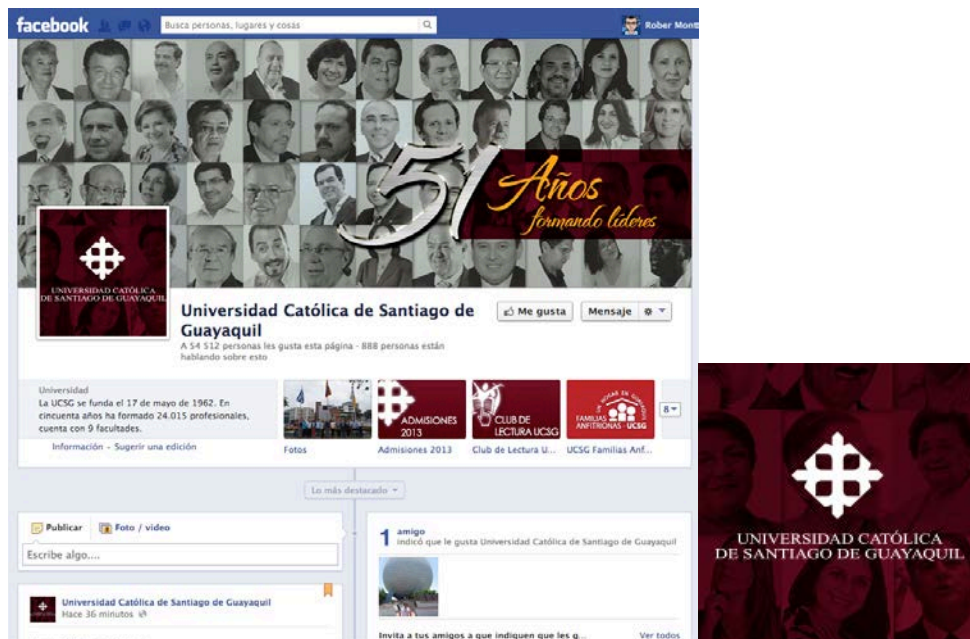 facebook
Busca personas, lugares y cosas
Rober Montt
51 Años
formando líderes
UNIVERSIDAD CATÓLICA
DE SANTIAGO DE GUAYAQUIL
Universidad Católica de Santiago de
Guayaquil
A 54 512 personas les gusta esta página - 888 personas están
hablando sobre esto
Me gusta
Mensaje
Universidad
La UCSG se funda el 17 de mayo de 1962. En
cincuenta años ha formado 24.015 profesionales,
cuenta con 9 facultades.
Información - Sugerir una edición
Fotos
ADMISIONES
2013
Admisiones 2013
CLUB DE
LECTURA UCSG
Club de Lectura U...
UN HOGAR EN GUAYAQUIL
FAMILIAS
ANFITRIONAS - UCSG
UCSG Familias Anf...
8
Lo más destacado
Publicar
Foto / video
Escribe algo....
Universidad Católica de Santiago de Guayaquil
Hace 36 minutos
1 amigo
indicó que le gusta Universidad Católica de Santiago de Guayaquil
Invita a tus amigos a que indiquen que les g...
Ver todos
UNIVERSIDAD CATÓLICA
DE SANTIAGO DE GUAYAQUIL